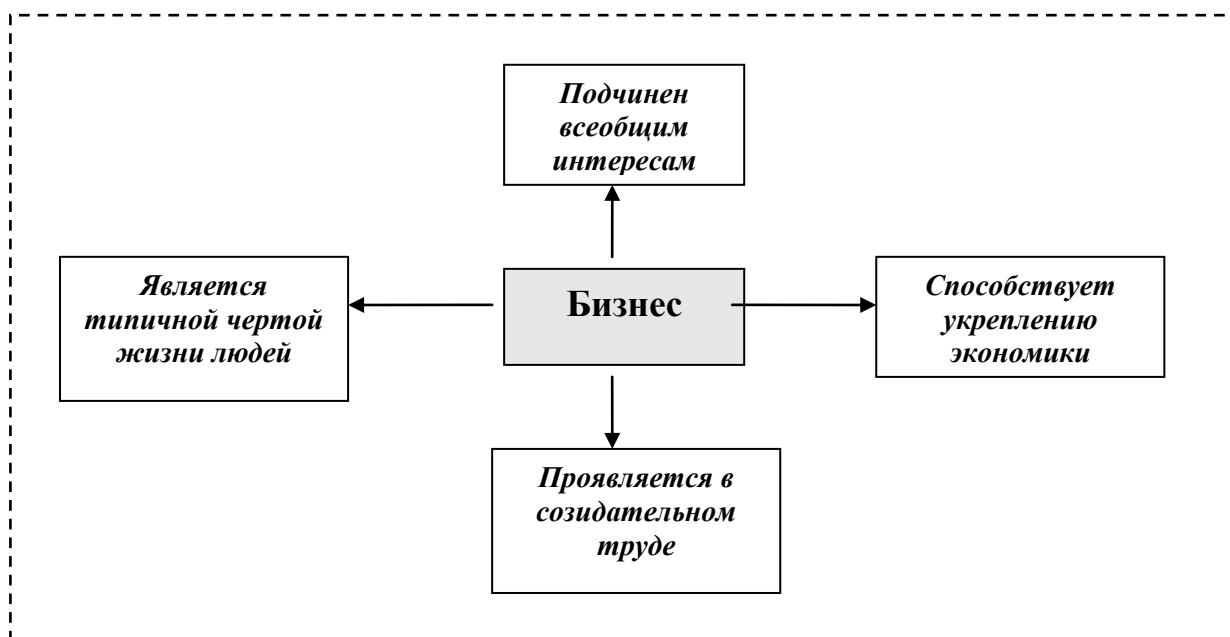 Подчинен
всеобщим
интересам
Является
типичной чертой
жизни людей
Бизнес
Способствует
укреплению
экономики
Проявляется в
созидательном
труде